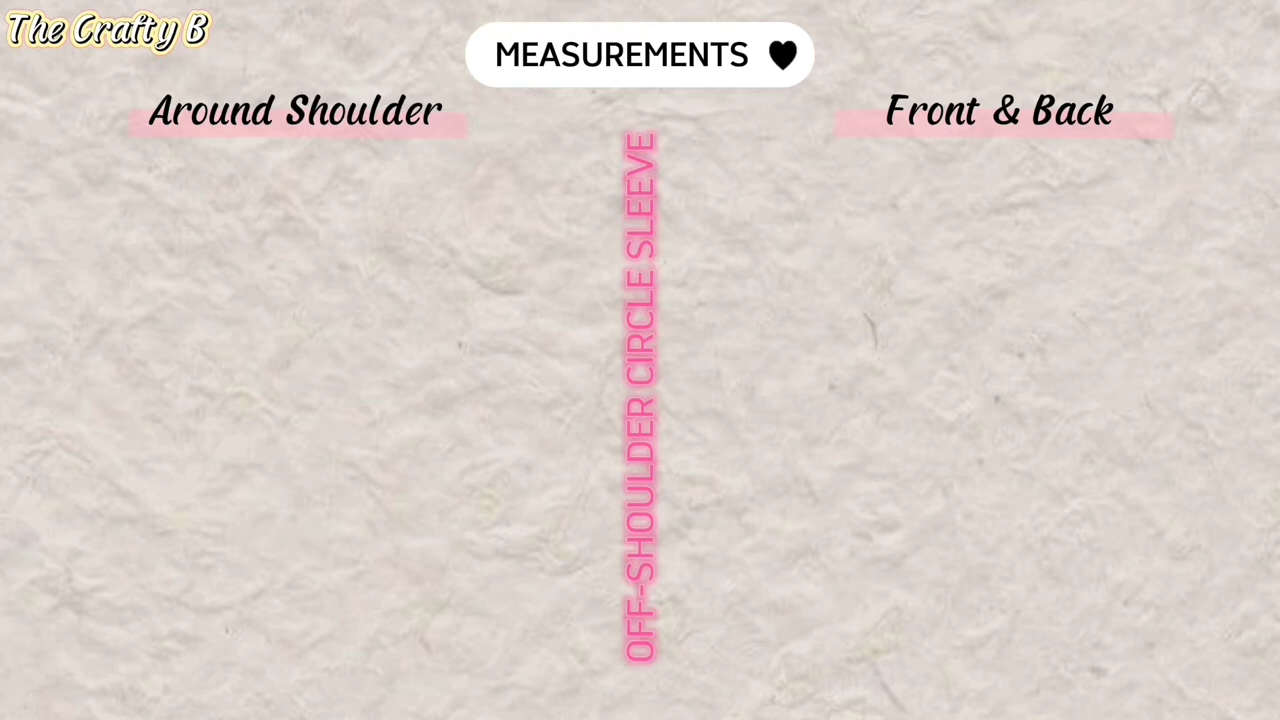 The Crafty B
MEASUREMENTS
Around Shoulder
Front & Back
OFF-SHOULDER CIRCLE SLEEVE